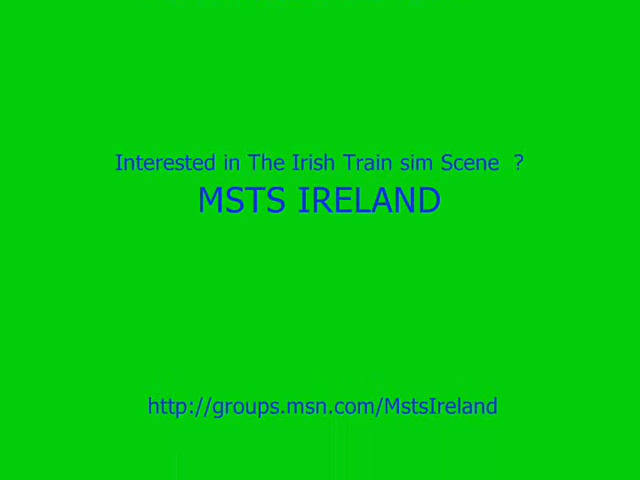 Interested in The Irish Train sim Scene ?
MSTS IRELAND
http://groups.msn.com/MstsIreland